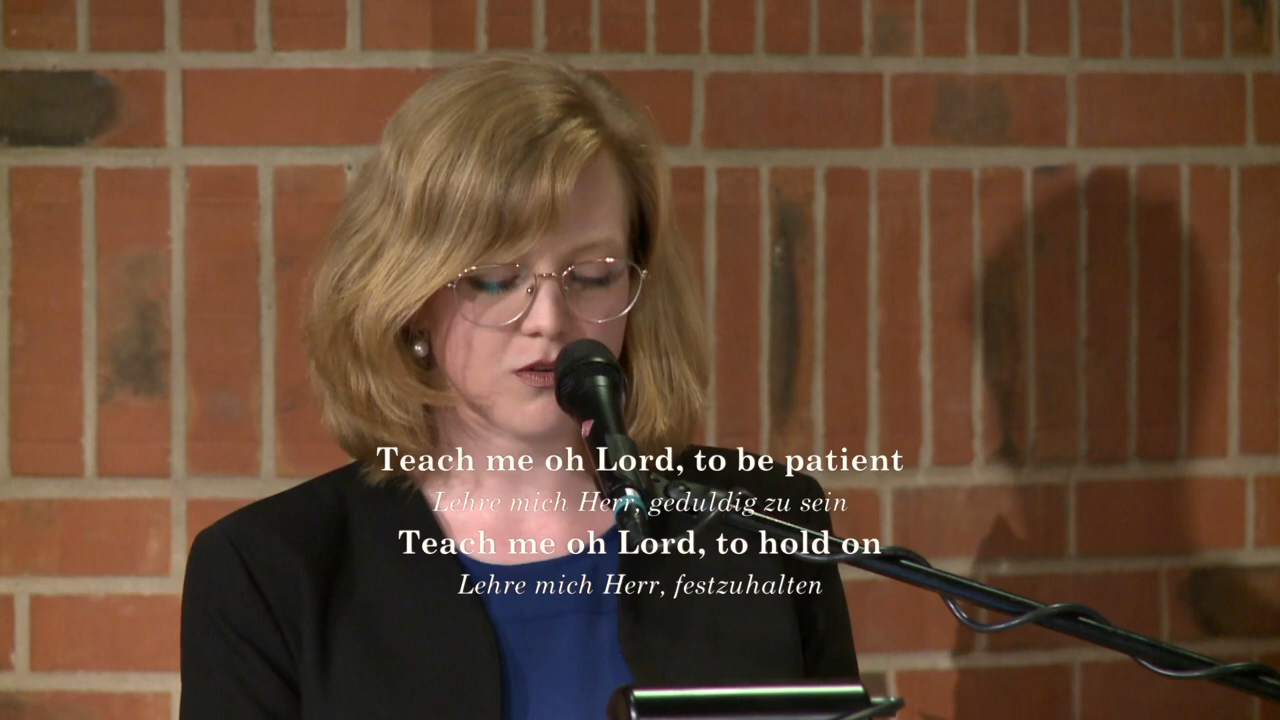 Teach me oh Lord, to be patient
Lehre mich Herr, geduldig zu sein
Teach me oh Lord, to hold on
Lehre mich Herr, festzuhalten